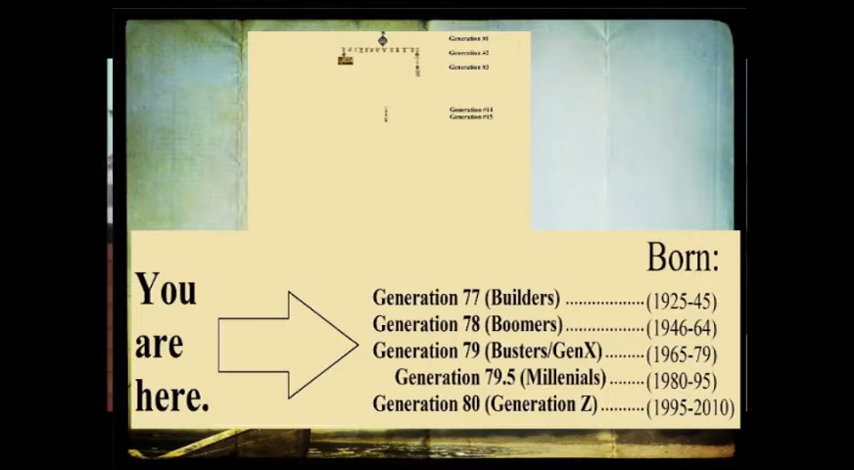 Generation #1
Generation #2
Generation #3
Generation #14
Generation #15
Born:
You
are
here.
Generation 77 (Builders) ................. (1925-45)
Generation 78 (Boomers) ................. (1946-64)
Generation 79 (Busters/GenX) ........ (1965-79)
Generation 79.5 (Millenials) ....... (1980-95)
Generation 80 (Generation Z) .......... (1995-2010)